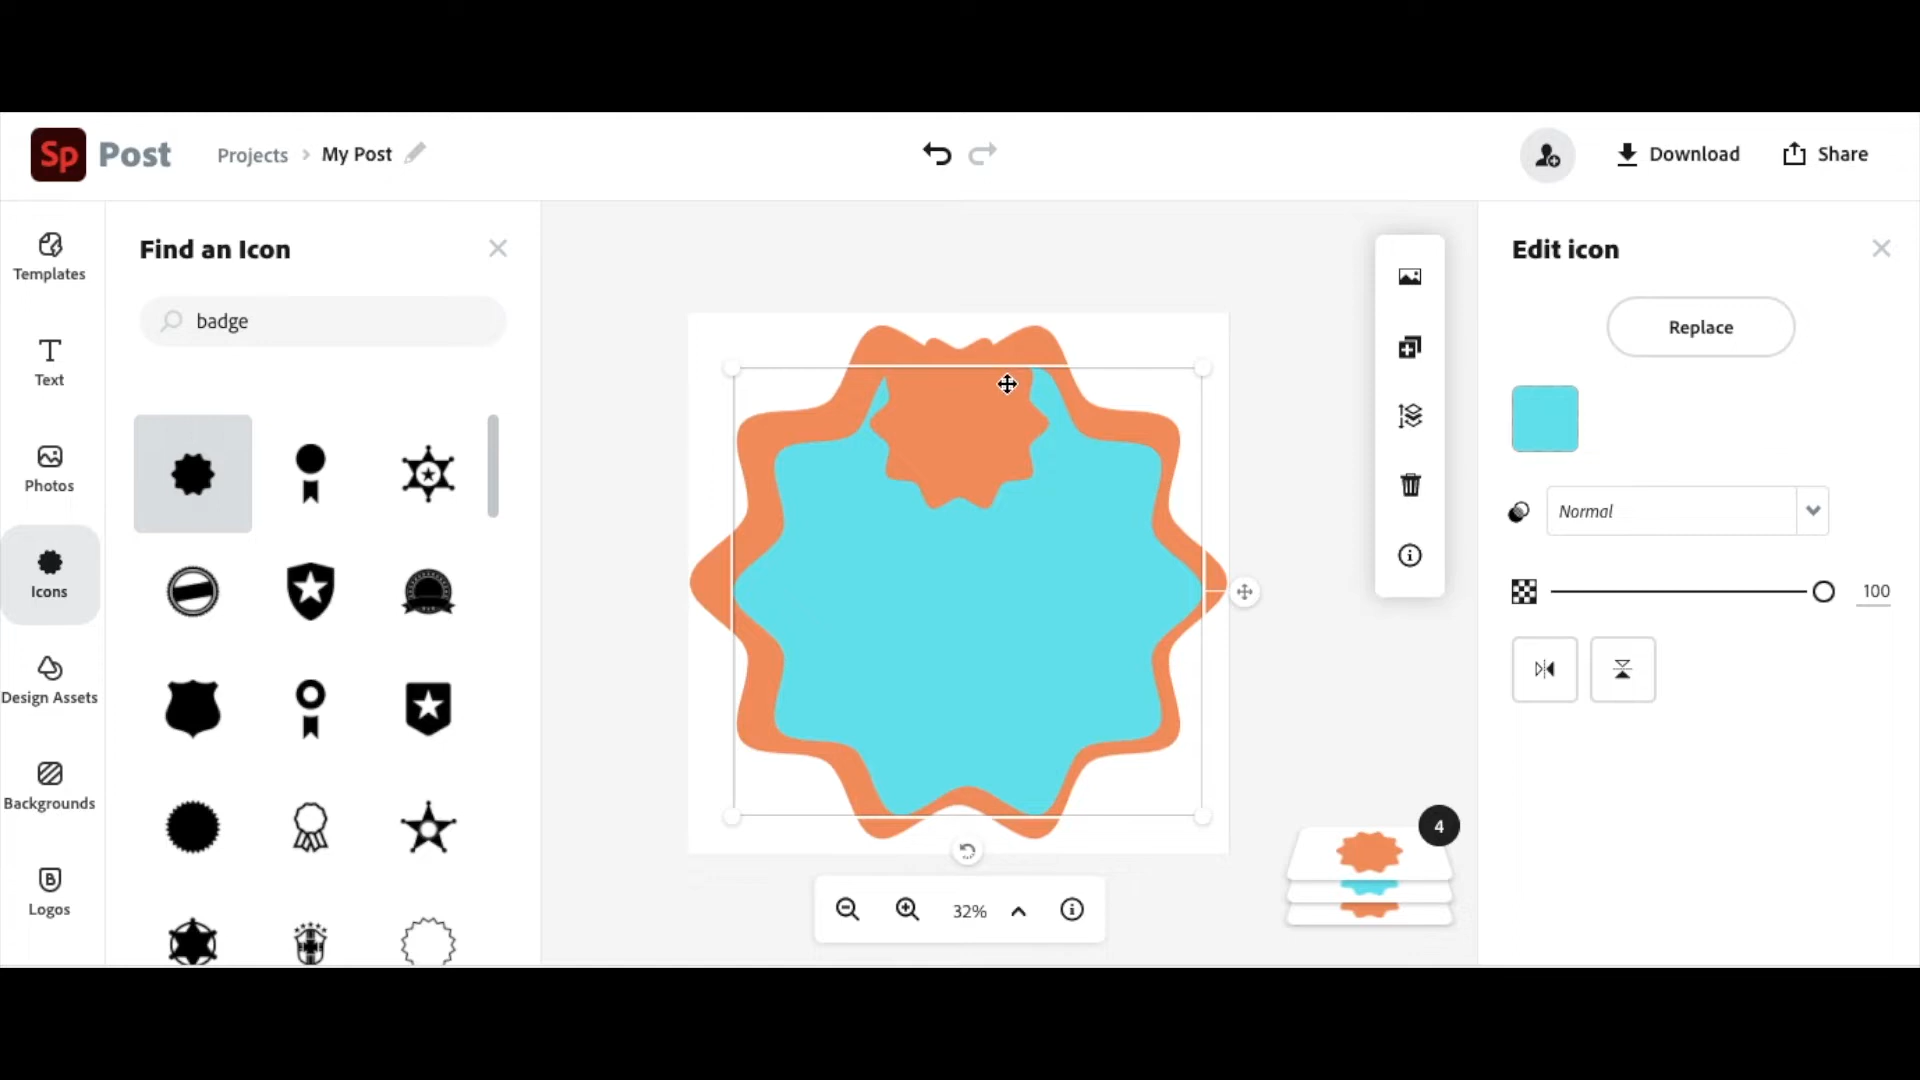 Sp Post
Projects > My Post
Download
Share
Templates
Text
Photos
Icons
Design Assets
Backgrounds
Logos
Find an Icon
badge
32%
4
Edit icon
Replace
Normal
100